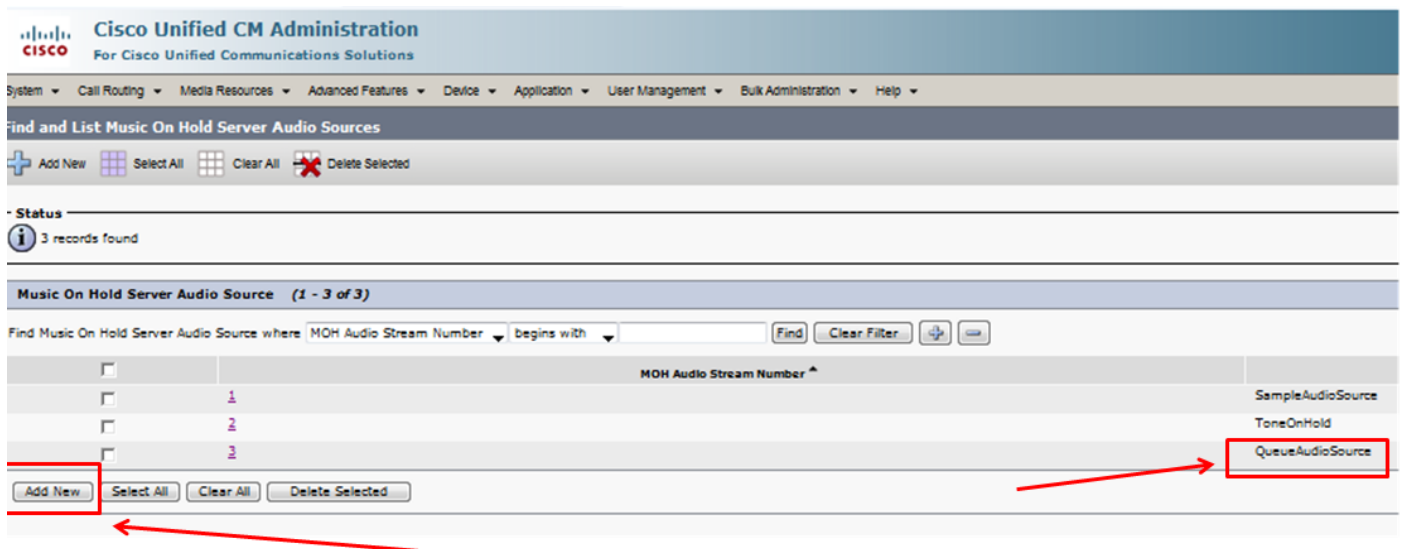 CISCO
Cisco Unified CM Administration
For Cisco Unified Communications Solutions
System Call Routing Media Resources Advanced Features Device Application User Management Bulk Administration Help
Find and List Music On Hold Server Audio Sources
Add New Select All Clear All Delete Selected
Status
3 records found
Music On Hold Server Audio Source (1 - 3 of 3)
Find Music On Hold Server Audio Source where MOH Audio Stream Number begins with Find Clear Filter
MOH Audio Stream Number
1 SampleAudioSource
2 ToneOnHold
3 QueueAudioSource
Add New Select All Clear All Delete Selected